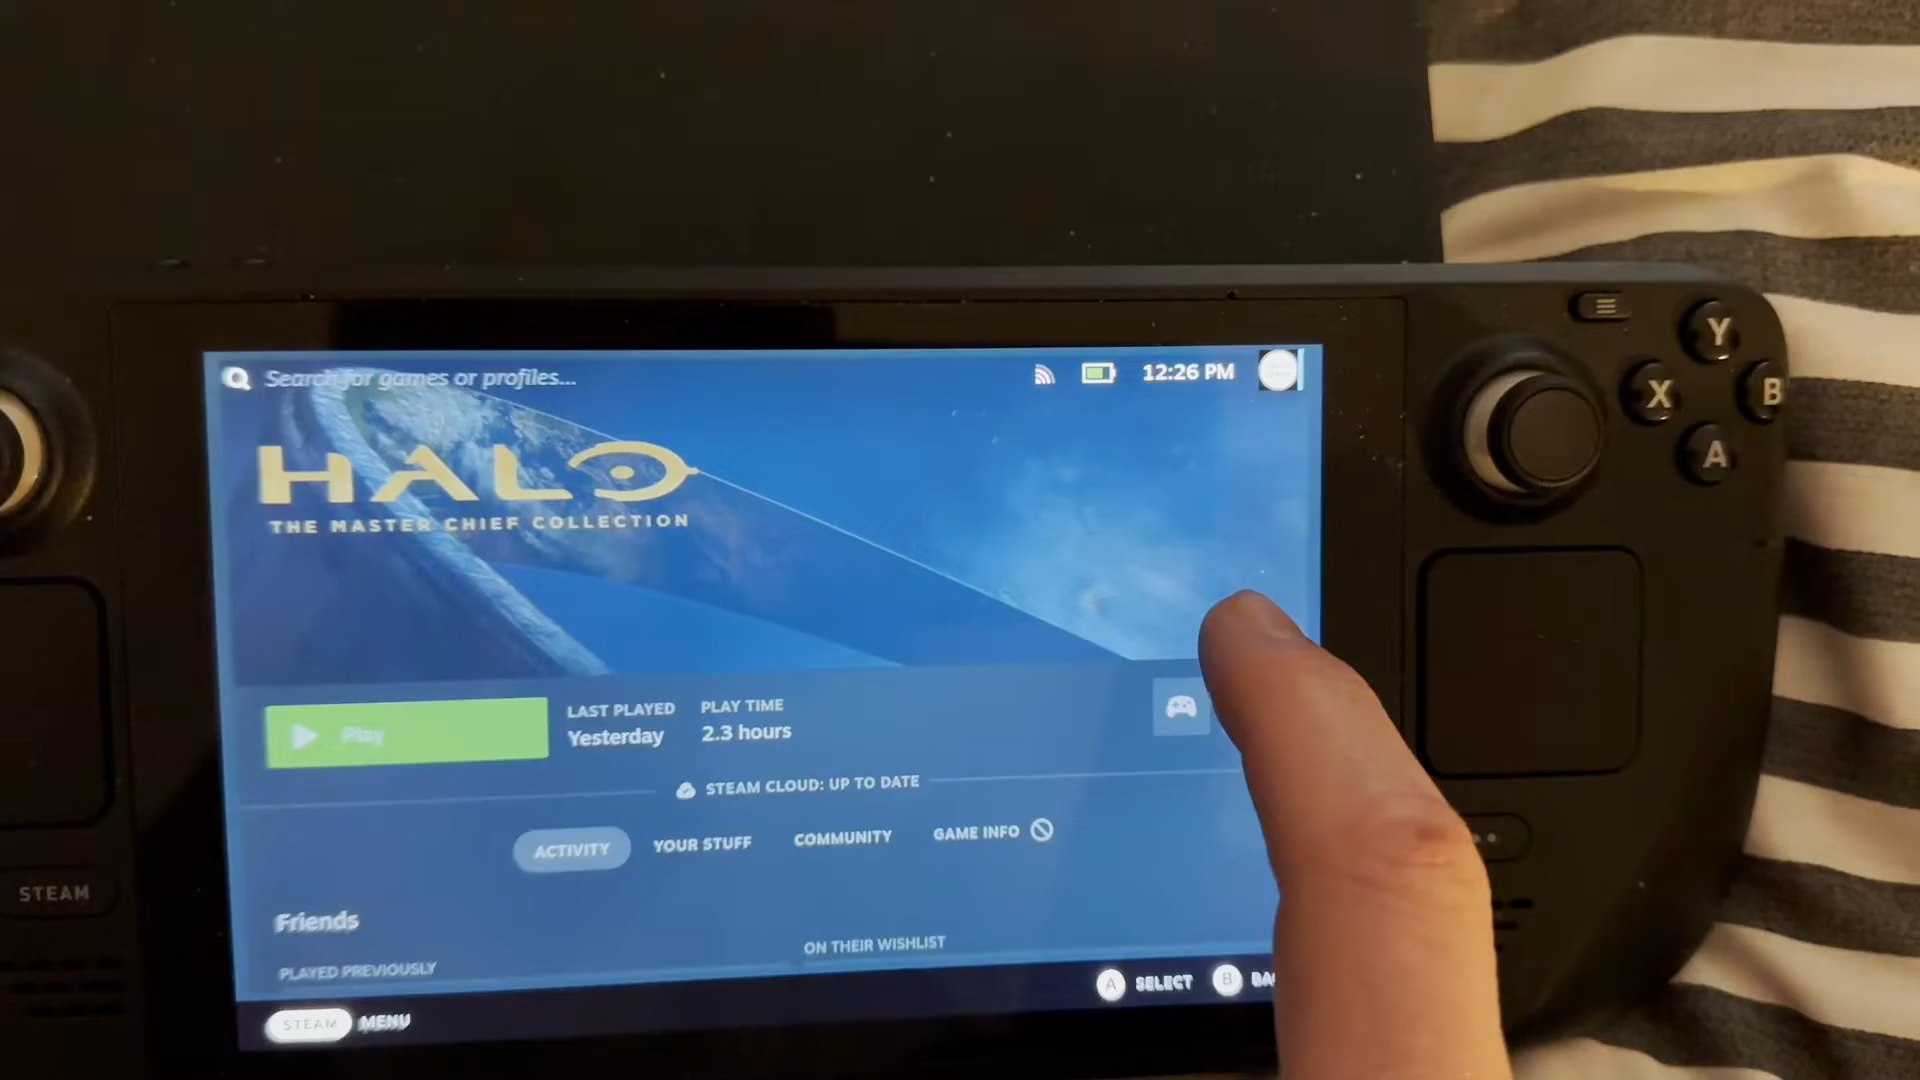 Search for games or profiles...
12:26 PM
HALO
THE MASTER CHIEF COLLECTION
Play
LAST PLAYED
Yesterday
PLAY TIME
2.3 hours
STEAM CLOUD: UP TO DATE
ACTIVITY
YOUR STUFF
COMMUNITY
GAME INFO
Friends
PLAYED PREVIOUSLY
ON THEIR WISHLIST
STEAM MENU
A SELECT
B BA
STEAM
Y
X
B
A